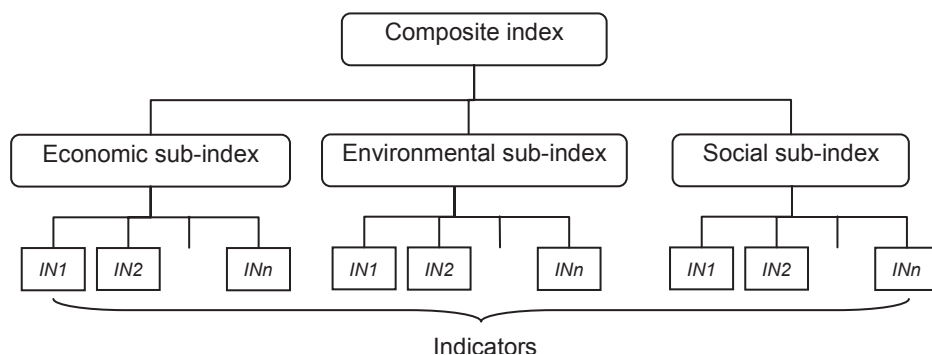 Composite index
Economic sub-index Environmental sub-index Social sub-index
IN1 IN2 INn IN1 IN2 INn IN1 IN2 INn
Indicators